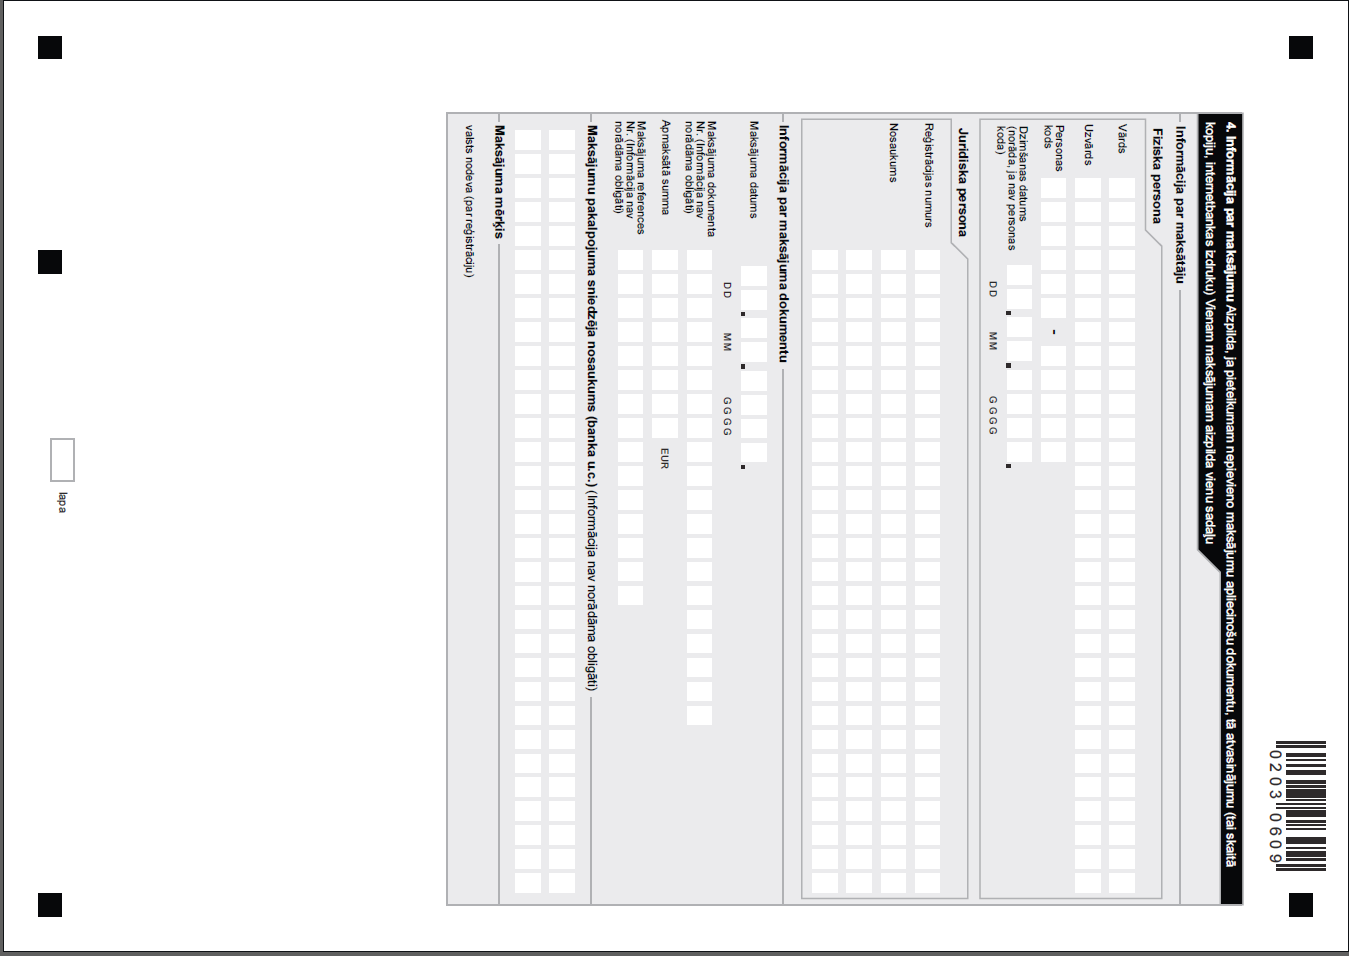 0203 0609
4. Informācija par maksājumu Aizpilda, ja pieteikumam nepievieno maksājumu apliecinošu dokumentu, tā atvasinājumu (tai skaitā
kopiju, internetbankas izdruku) Vienam maksājumam aizpilda vienu sadaļu
Informācija par maksātāju
Fiziska persona
Vārds
Uzvārds
Personas
kods
-
Dzimšanas datums
(norāda, ja nav personas
koda)
DD MM GGGG
Juridiska persona
Reģistrācijas numurs
Nosaukums
Informācija par maksājuma dokumentu
Maksājuma datums
DD MM GGGG
Maksājuma dokumenta
Nr. (Informācija nav
norādāma obligāti)
Apmaksātā summa
EUR
Maksājuma references
Nr. (Informācija nav
norādāma obligāti)
Maksājumu pakalpojuma sniedzēja nosaukums (banka u.c.) (Informācija nav norādāma obligāti)
Maksājuma mērķis
valsts nodeva (par reģistrāciju)
lapa